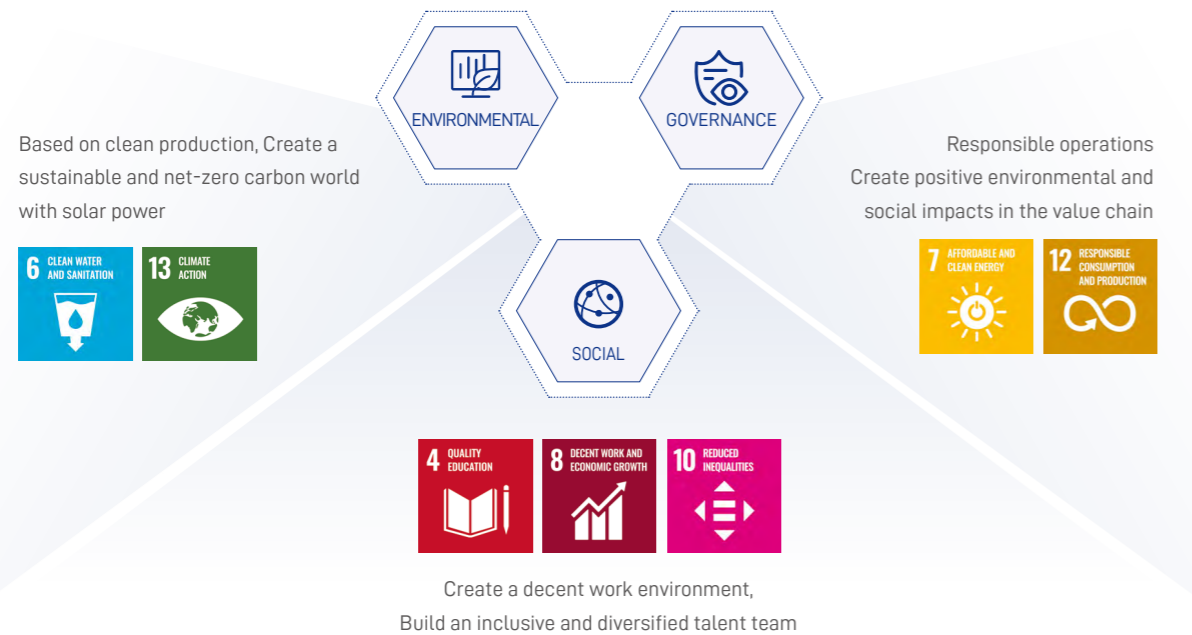 ENVIRONMENTAL
GOVERNANCE
Based on clean production, Create a
sustainable and net-zero carbon world
with solar power
6 CLEAN WATER
AND SANITATION
13 CLIMATE
ACTION
Responsible operations
Create positive environmental and
social impacts in the value chain
7 AFFORDABLE AND
CLEAN ENERGY
12 RESPONSIBLE
CONSUMPTION
AND PRODUCTION
SOCIAL
4 QUALITY
EDUCATION
8 DECENT WORK AND
ECONOMIC GROWTH
10 REDUCED
INEQUALITIES
Create a decent work environment,
Build an inclusive and diversified talent team